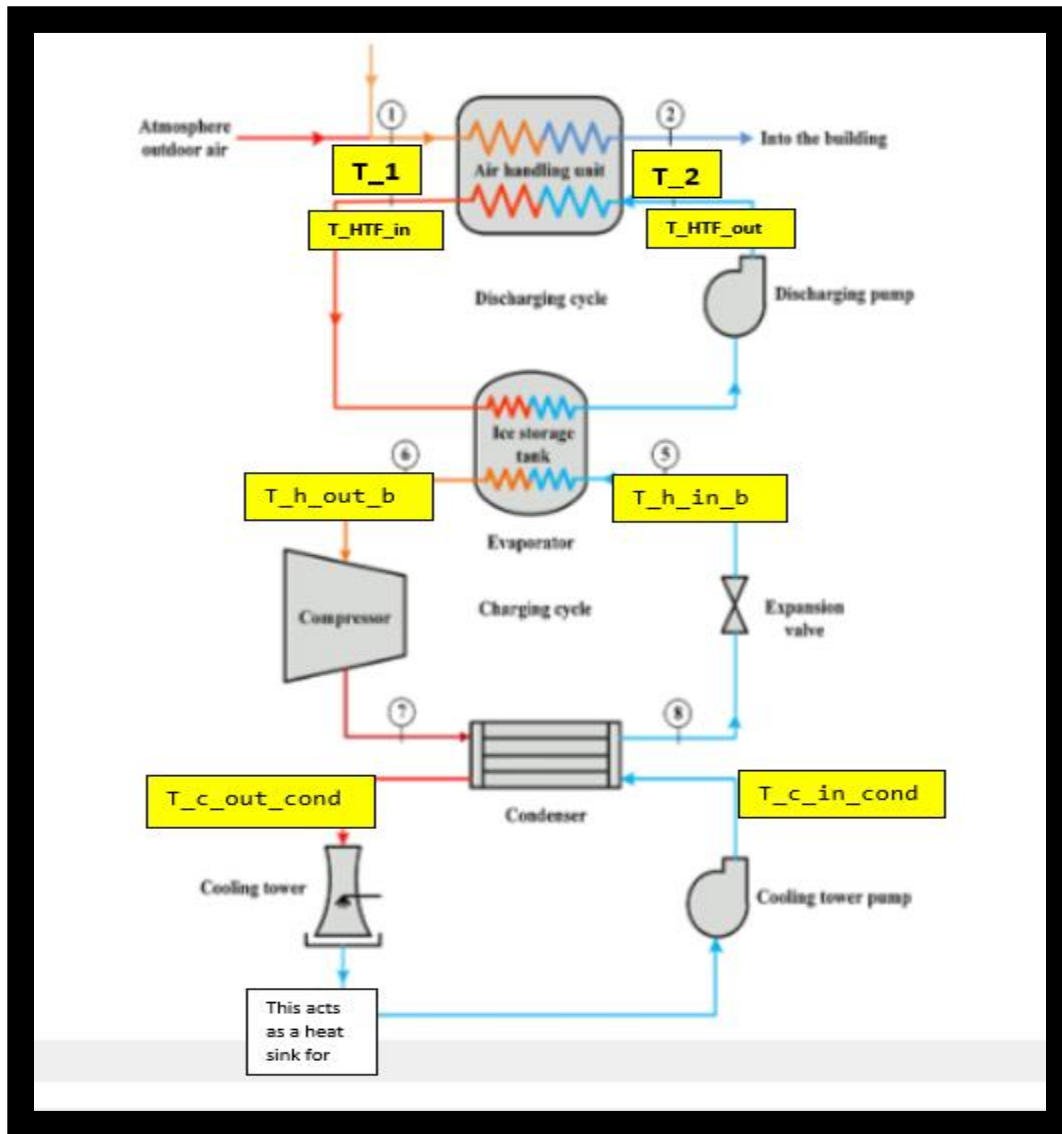 Atmosphere
outdoor air
1
2
Into the building
Air handling unit
T_1
T_2
T_HTF_in
T_HTF_out
Discharging cycle
Discharging pump
Ice storage
tank
6
5
T_h_out_b
T_h_in_b
Evaporator
Compressor
Charging cycle
Expansion
valve
7
8
T_c_out_cond
T_c_in_cond
Condenser
Cooling tower
Cooling tower pump
This acts
as a heat
sink for